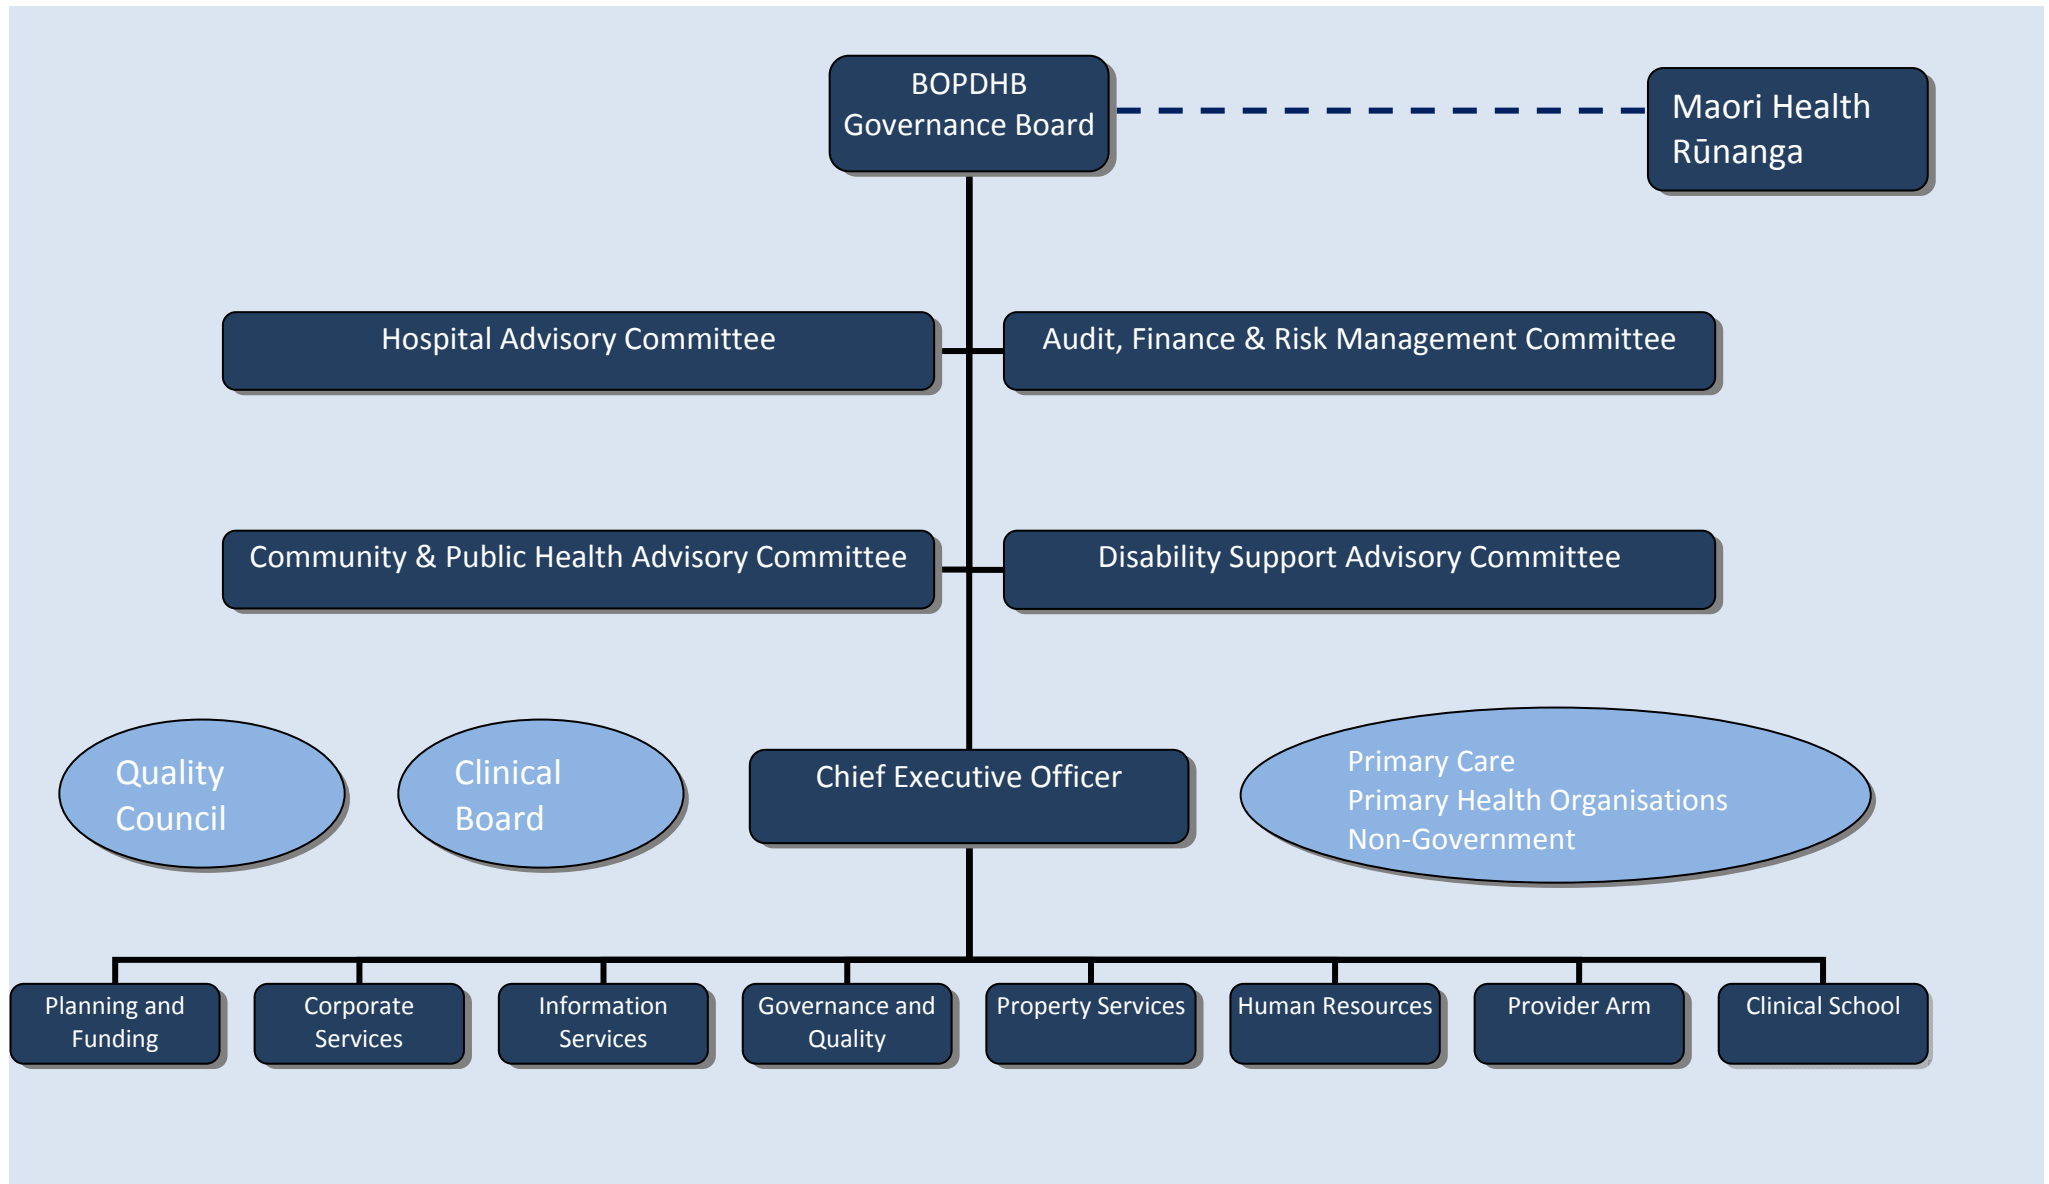 BOPDHB
Governance Board
Maori Health
Rūnanga
Hospital Advisory Committee
Audit, Finance & Risk Management Committee
Community & Public Health Advisory Committee
Disability Support Advisory Committee
Quality
Council
Clinical
Board
Chief Executive Officer
Primary Care
Primary Health Organisations
Non-Government
Planning and
Funding
Corporate
Services
Information
Services
Governance and
Quality
Property Services
Human Resources
Provider Arm
Clinical School